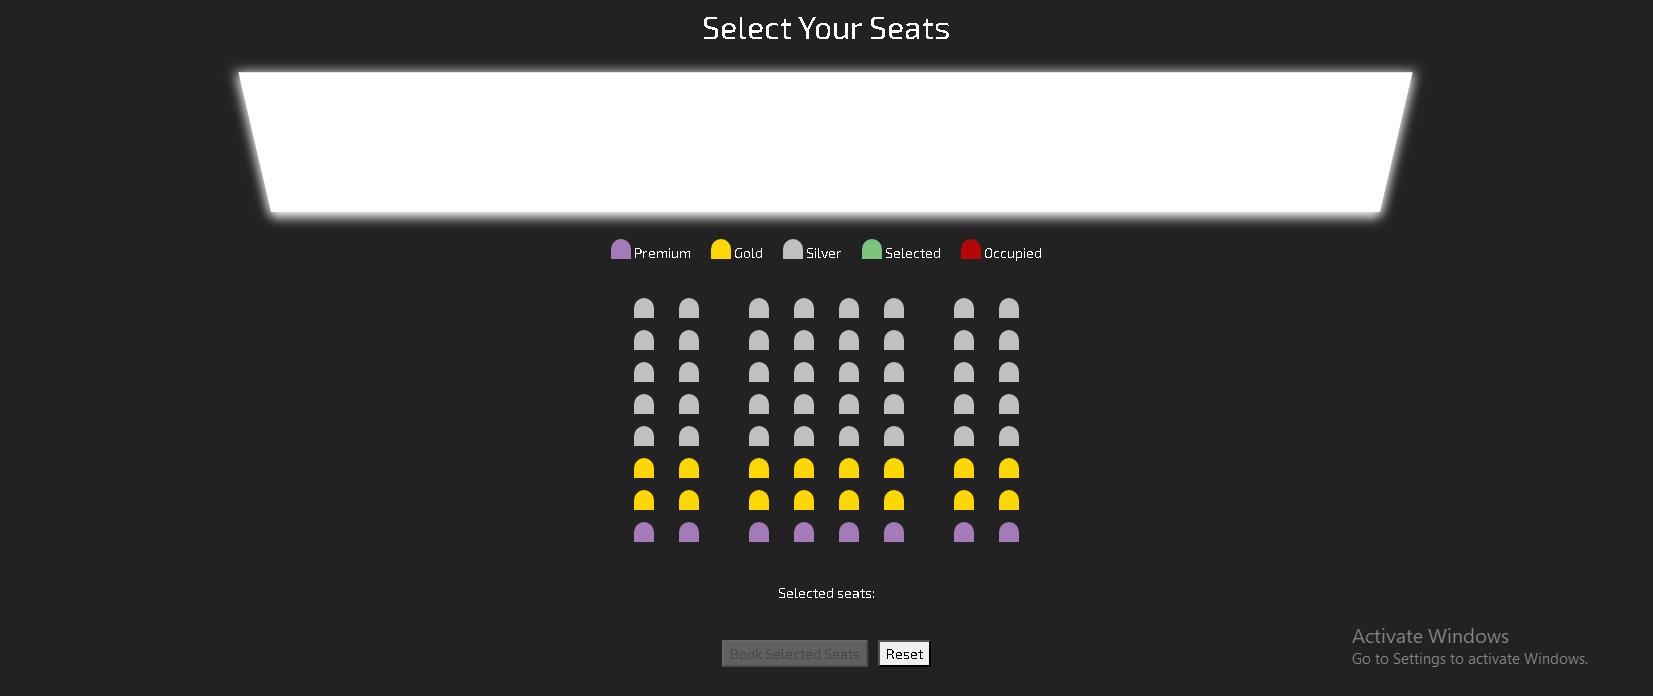 Select Your Seats
Premium Gold Silver Selected Occupied
Selected seats:
Book Selected Seats Reset
Activate Windows
Go to Settings to activate Windows.